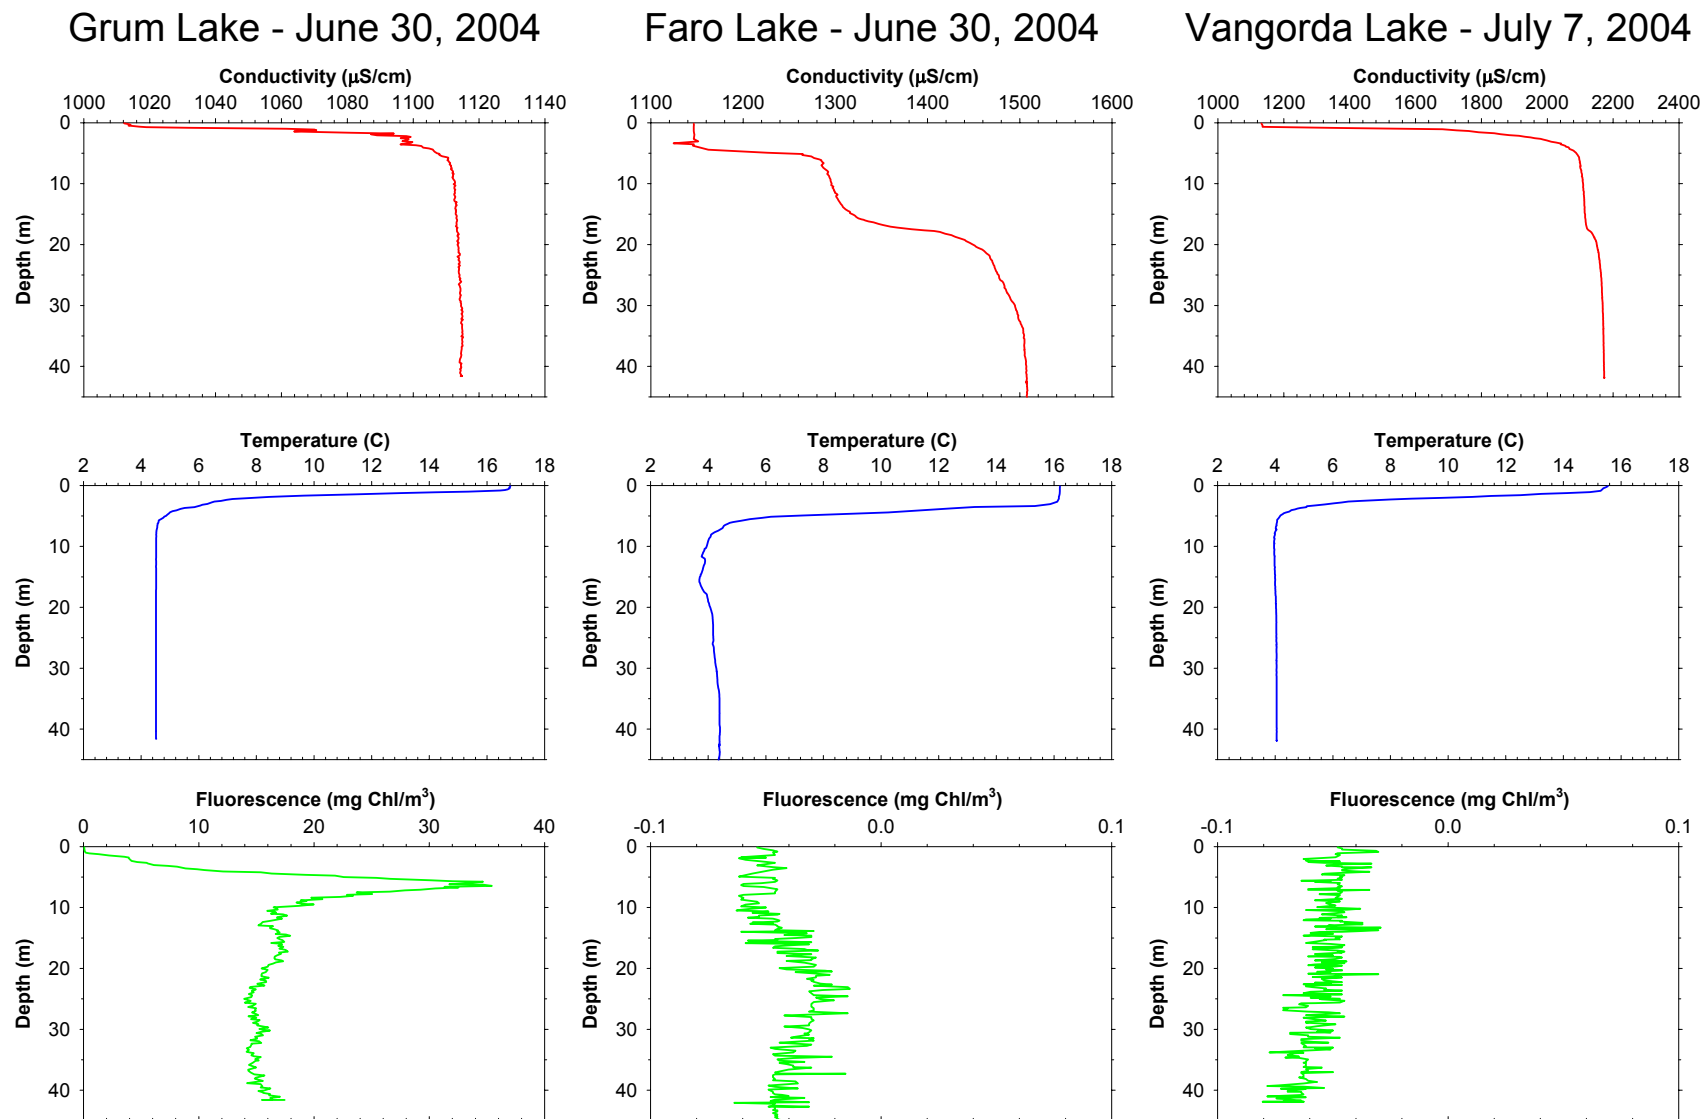 Grum Lake - June 30, 2004
Faro Lake - June 30, 2004
Vangorda Lake - July 7, 2004
Conductivity (µS/cm)
1000 1020 1040 1060 1080 1100 1120 1140
0
10
20
30
40
Depth (m)
Conductivity (µS/cm)
1100 1200 1300 1400 1500 1600
0
10
20
30
40
Depth (m)
Conductivity (µS/cm)
1000 1200 1400 1600 1800 2000 2200 2400
0
10
20
30
40
Depth (m)
Temperature (C)
2 4 6 8 10 12 14 16 18
0
10
20
30
40
Depth (m)
Temperature (C)
2 4 6 8 10 12 14 16 18
0
10
20
30
40
Depth (m)
Temperature (C)
2 4 6 8 10 12 14 16 18
0
10
20
30
40
Depth (m)
Fluorescence (mg Chl/m³)
0 10 20 30 40
0
10
20
30
40
Depth (m)
Fluorescence (mg Chl/m³)
-0.1 0.0 0.1
0
10
20
30
40
Depth (m)
Fluorescence (mg Chl/m³)
-0.1 0.0 0.1
0
10
20
30
40
Depth (m)